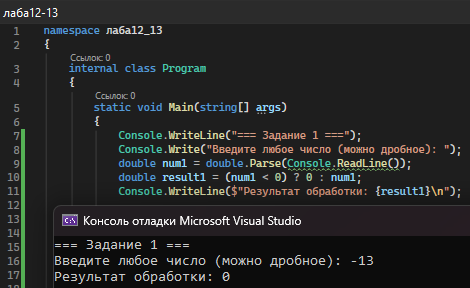 лаба12-13
1 namespace лаба12_13
2 {
Ссылок: 0
3 internal class Program
4 {
Ссылок: 0
5 static void Main(string[] args)
6 {
7 Console.WriteLine("=== Задание 1 ===");
8 Console.Write("Введите любое число (можно дробное): ");
9 double num1 = double.Parse(Console.ReadLine());
10 double result1 = (num1 < 0) ? 0 : num1;
11 Console.WriteLine($"Результат обработки: {result1}\n");
12
13 Консоль отладки Microsoft Visual Studio
14
15 === Задание 1 ===
16 Введите любое число (можно дробное): -13
17 Результат обработки: 0